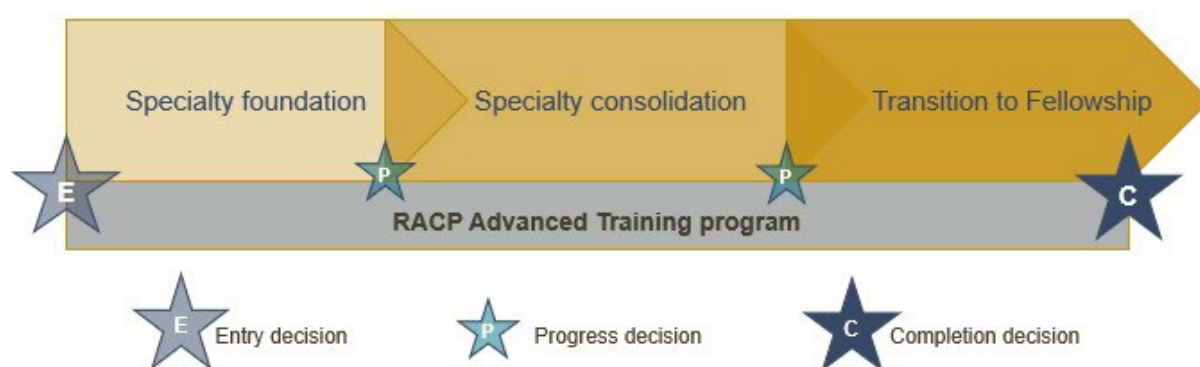 Specialty foundation
Specialty consolidation
Transition to Fellowship
E
P
P
C
RACP Advanced Training program
E Entry decision
P Progress decision
C Completion decision